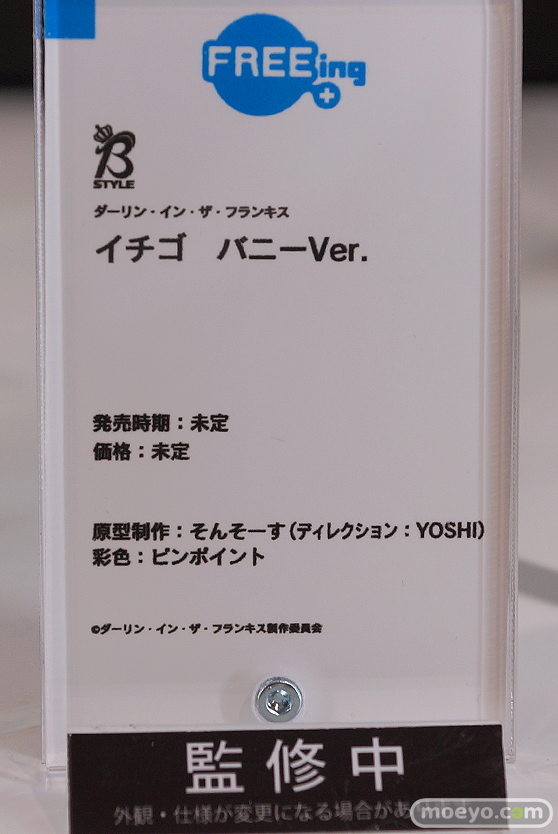 FREEing
B
STYLE
ダーリン・イン・ザ・フランキス
イチゴ バニーVer.
発売時期：未定
価格：未定
原型制作：そんそーす（ディレクション：YOSHI）
彩色：ピンポイント
©ダーリン・イン・ザ・フランキス製作委員会
監修中
外観・仕様が変更になる場合があ
moeyo.com